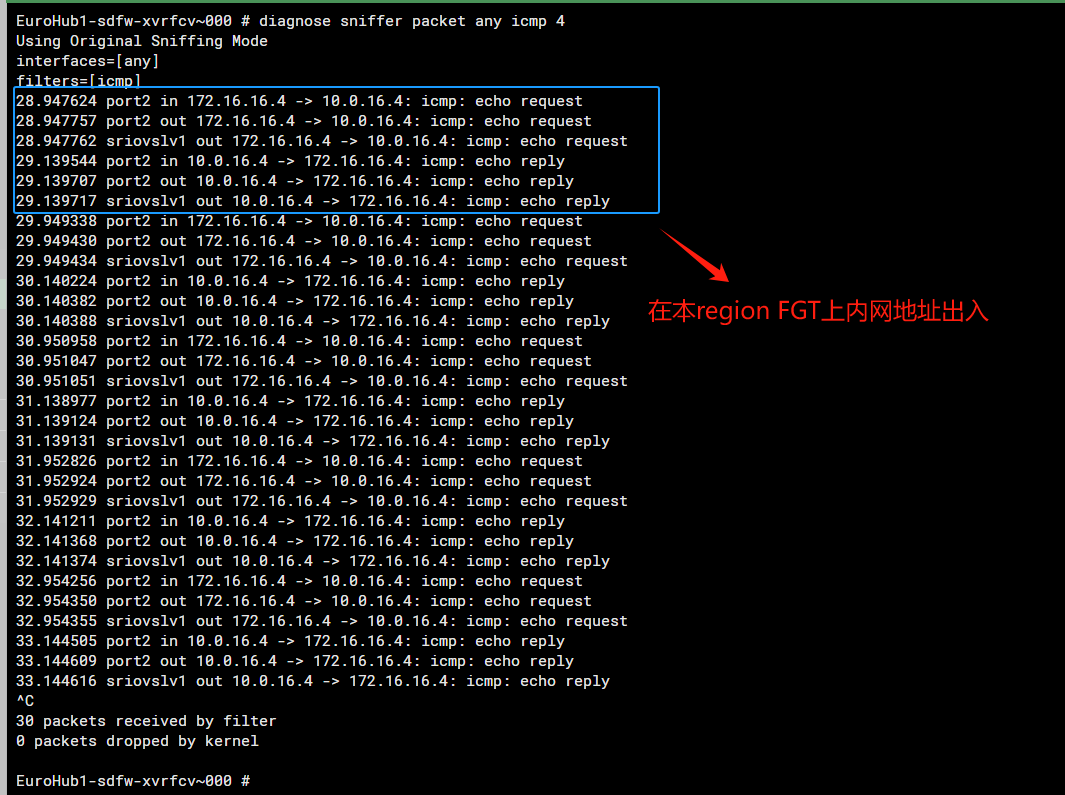 EuroHub1-sdfw-xvrfcv~000 # diagnose sniffer packet any icmp 4
Using Original Sniffing Mode
interfaces=[any]
filters=[icmp]
28.947624 port2 in 172.16.16.4 -> 10.0.16.4: icmp: echo request
28.947757 port2 out 172.16.16.4 -> 10.0.16.4: icmp: echo request
28.947762 sriovslv1 out 172.16.16.4 -> 10.0.16.4: icmp: echo request
29.139544 port2 in 10.0.16.4 -> 172.16.16.4: icmp: echo reply
29.139707 port2 out 10.0.16.4 -> 172.16.16.4: icmp: echo reply
29.139717 sriovslv1 out 10.0.16.4 -> 172.16.16.4: icmp: echo reply
29.949338 port2 in 172.16.16.4 -> 10.0.16.4: icmp: echo request
29.949430 port2 out 172.16.16.4 -> 10.0.16.4: icmp: echo request
29.949434 sriovslv1 out 172.16.16.4 -> 10.0.16.4: icmp: echo request
30.140224 port2 in 10.0.16.4 -> 172.16.16.4: icmp: echo reply
30.140382 port2 out 10.0.16.4 -> 172.16.16.4: icmp: echo reply
30.140388 sriovslv1 out 10.0.16.4 -> 172.16.16.4: icmp: echo reply
30.950958 port2 in 172.16.16.4 -> 10.0.16.4: icmp: echo request
30.951047 port2 out 172.16.16.4 -> 10.0.16.4: icmp: echo request
30.951051 sriovslv1 out 172.16.16.4 -> 10.0.16.4: icmp: echo request
31.138977 port2 in 10.0.16.4 -> 172.16.16.4: icmp: echo reply
31.139124 port2 out 10.0.16.4 -> 172.16.16.4: icmp: echo reply
31.139131 sriovslv1 out 10.0.16.4 -> 172.16.16.4: icmp: echo reply
31.952826 port2 in 172.16.16.4 -> 10.0.16.4: icmp: echo request
31.952924 port2 out 172.16.16.4 -> 10.0.16.4: icmp: echo request
31.952929 sriovslv1 out 172.16.16.4 -> 10.0.16.4: icmp: echo request
32.141211 port2 in 10.0.16.4 -> 172.16.16.4: icmp: echo reply
32.141368 port2 out 10.0.16.4 -> 172.16.16.4: icmp: echo reply
32.141374 sriovslv1 out 10.0.16.4 -> 172.16.16.4: icmp: echo reply
32.954256 port2 in 172.16.16.4 -> 10.0.16.4: icmp: echo request
32.954350 port2 out 172.16.16.4 -> 10.0.16.4: icmp: echo request
32.954355 sriovslv1 out 172.16.16.4 -> 10.0.16.4: icmp: echo request
33.144505 port2 in 10.0.16.4 -> 172.16.16.4: icmp: echo reply
33.144609 port2 out 10.0.16.4 -> 172.16.16.4: icmp: echo reply
33.144616 sriovslv1 out 10.0.16.4 -> 172.16.16.4: icmp: echo reply
^C
30 packets received by filter
0 packets dropped by kernel
EuroHub1-sdfw-xvrfcv~000 #
在本region FGT上内网地址出入